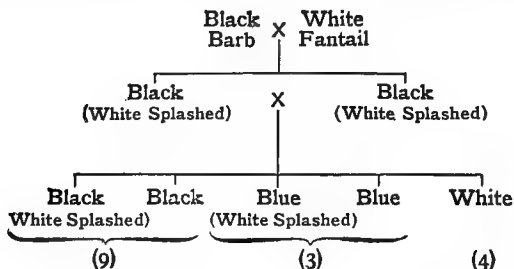 Black × White
Barb Fantail
Black Black
(White Splashed) × (White Splashed)
Black Black Blue Blue White
White Splashed) (White Splashed)
(9) (3) (4)